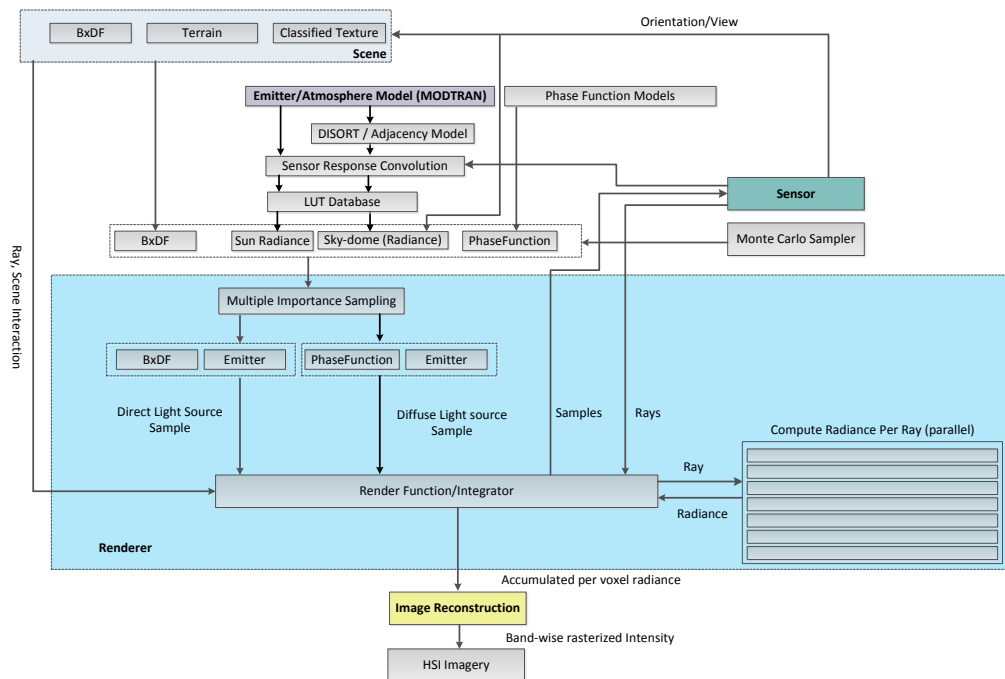 Orientation/View
BxDF
Terrain
Classified Texture
Scene
Emitter/Atmosphere Model (MODTRAN)
Phase Function Models
DISORT / Adjacency Model
Sensor Response Convolution
Sensor
LUT Database
BxDF
Sun Radiance
Sky-dome (Radiance)
PhaseFunction
Monte Carlo Sampler
Ray, Scene Interaction
Multiple Importance Sampling
BxDF
Emitter
PhaseFunction
Emitter
Direct Light Source
Sample
Diffuse Light source
Sample
Samples
Rays
Compute Radiance Per Ray (parallel)
Ray
Render Function/Integrator
Radiance
Renderer
Accumulated per voxel radiance
Image Reconstruction
Band-wise rasterized Intensity
HSI Imagery